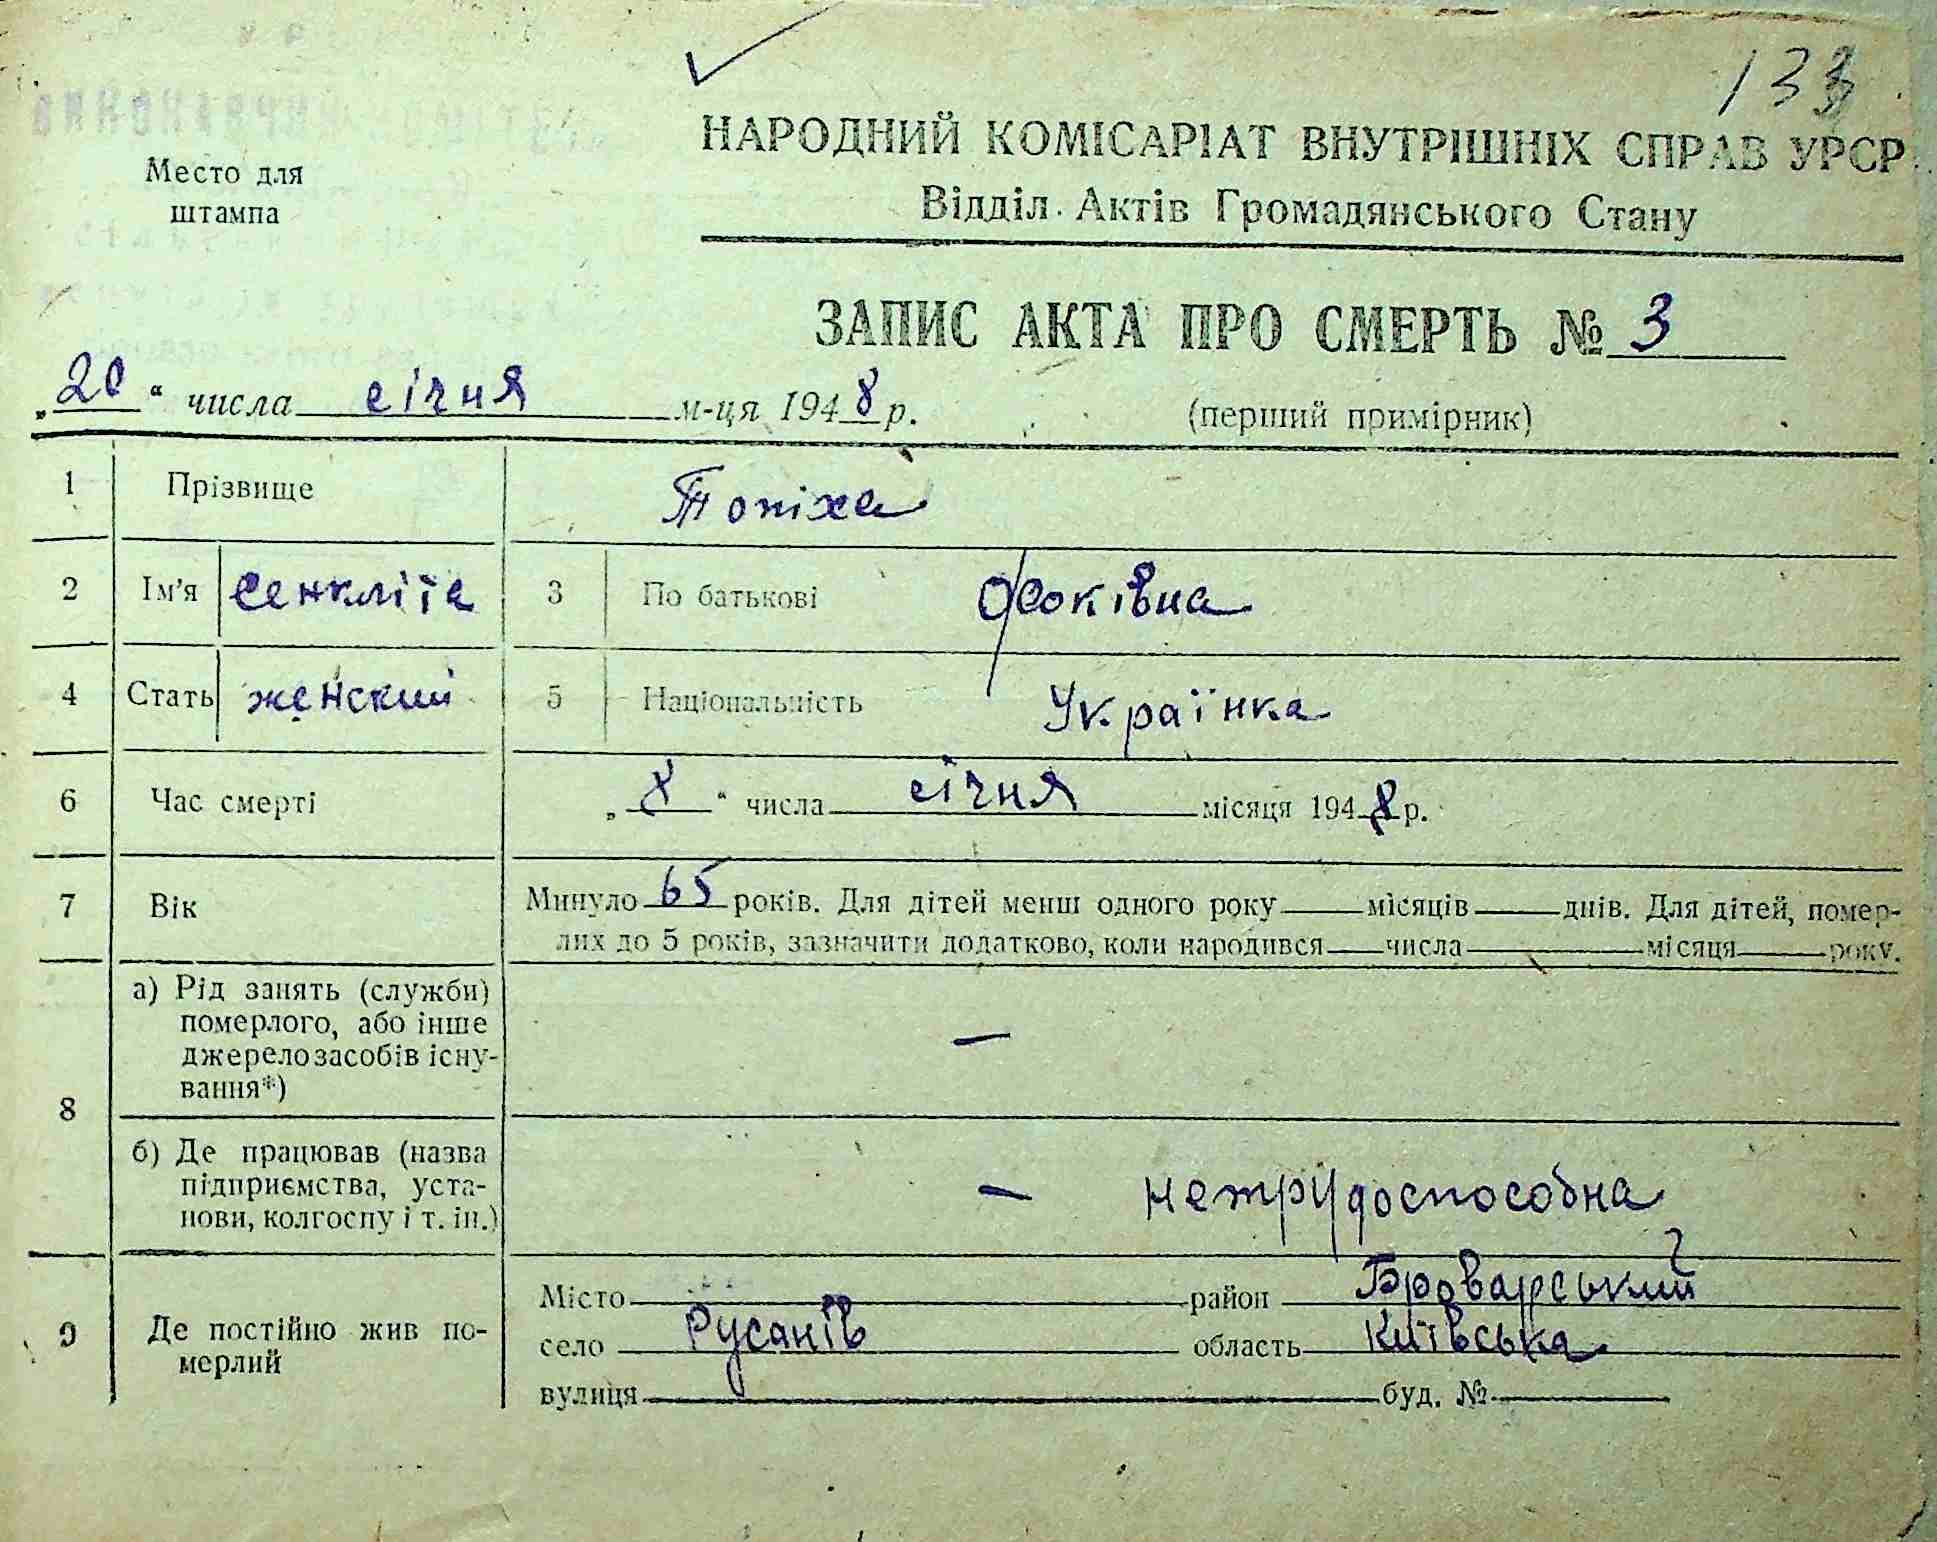 133
Место для
штампа
НАРОДНИЙ КОМІСАРІАТ ВНУТРІШНІХ СПРАВ УРСР
Відділ Актів Громадянського Стану
ЗАПИС АКТА ПРО СМЕРТЬ № 3
„20“ числа січня м-ця 1948 р.
(перший примірник)
1 Прізвище Топіха
2 Ім'я Сенкліта 3 По батькові Фоківна
4 Стать женский 5 Національність Українка
6 Час смерті „8“ числа січня місяця 1948 р.
7 Вік Минуло 65 років. Для дітей менш одного року — місяців — днів. Для дітей, помер-
лих до 5 років, зазначити додатково, коли народився — числа — місяця — року.
8 а) Рід занять (служби)
померлого, або інше
джерело засобів існу-
вання*) —
б) Де працював (назва
підприємства, уста-
нови, колгоспу і т. ін.) — нетрудоспособна
9 Де постійно жив по-
мерлий
Місто район Броварський
село Русанів область Київська
вулиця буд. №